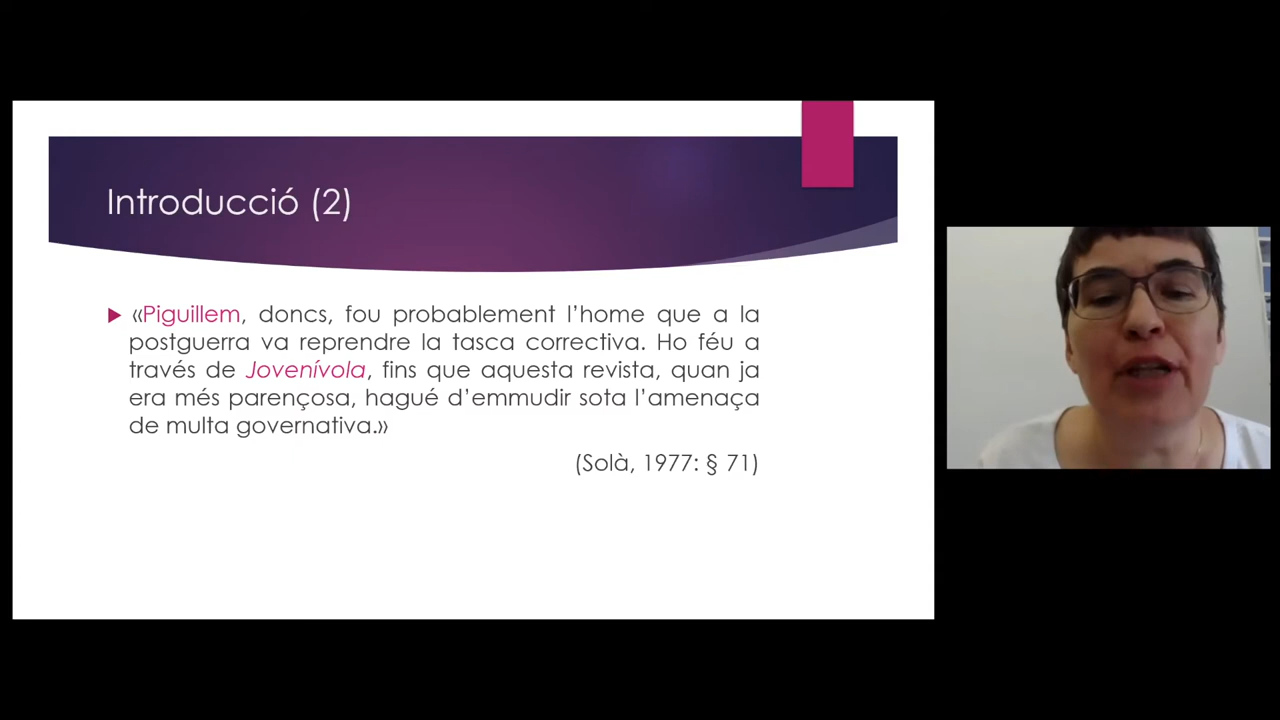 Introducció (2)
«Piguillem, doncs, fou probablement l’home que a la
postguerra va reprendre la tasca correctiva. Ho féu a
través de Jovenívola, fins que aquesta revista, quan ja
era més parençosa, hagué d’emmudir sota l’amenaça
de multa governativa.»
(Solà, 1977: § 71)